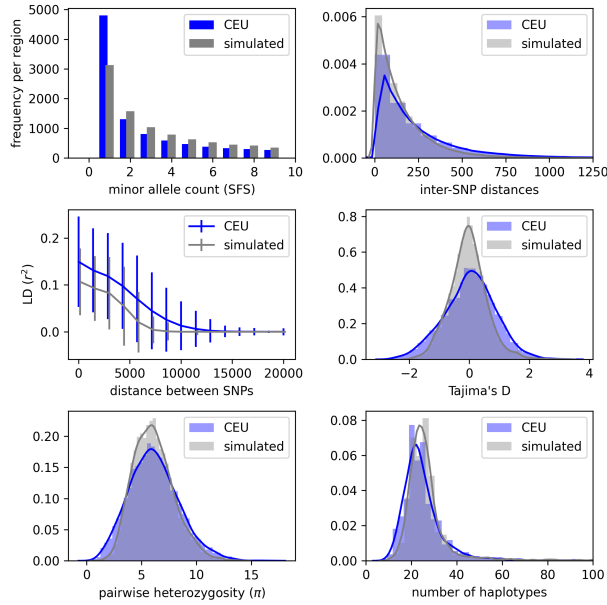 frequency per region
5000
4000
3000
2000
1000
0
CEU
simulated
0 2 4 6 8 10
minor allele count (SFS)
0.006
0.004
0.002
0.000
CEU
simulated
0 250 500 750 1000 1250
inter-SNP distances
LD (r²)
0.2
0.1
0.0
CEU
simulated
0 5000 10000 15000 20000
distance between SNPs
0.8
0.6
0.4
0.2
0.0
CEU
simulated
−2 0 2 4
Tajima's D
0.20
0.15
0.10
0.05
0.00
CEU
simulated
0 5 10 15
pairwise heterozygosity (π)
0.08
0.06
0.04
0.02
0.00
CEU
simulated
0 20 40 60 80 100
number of haplotypes